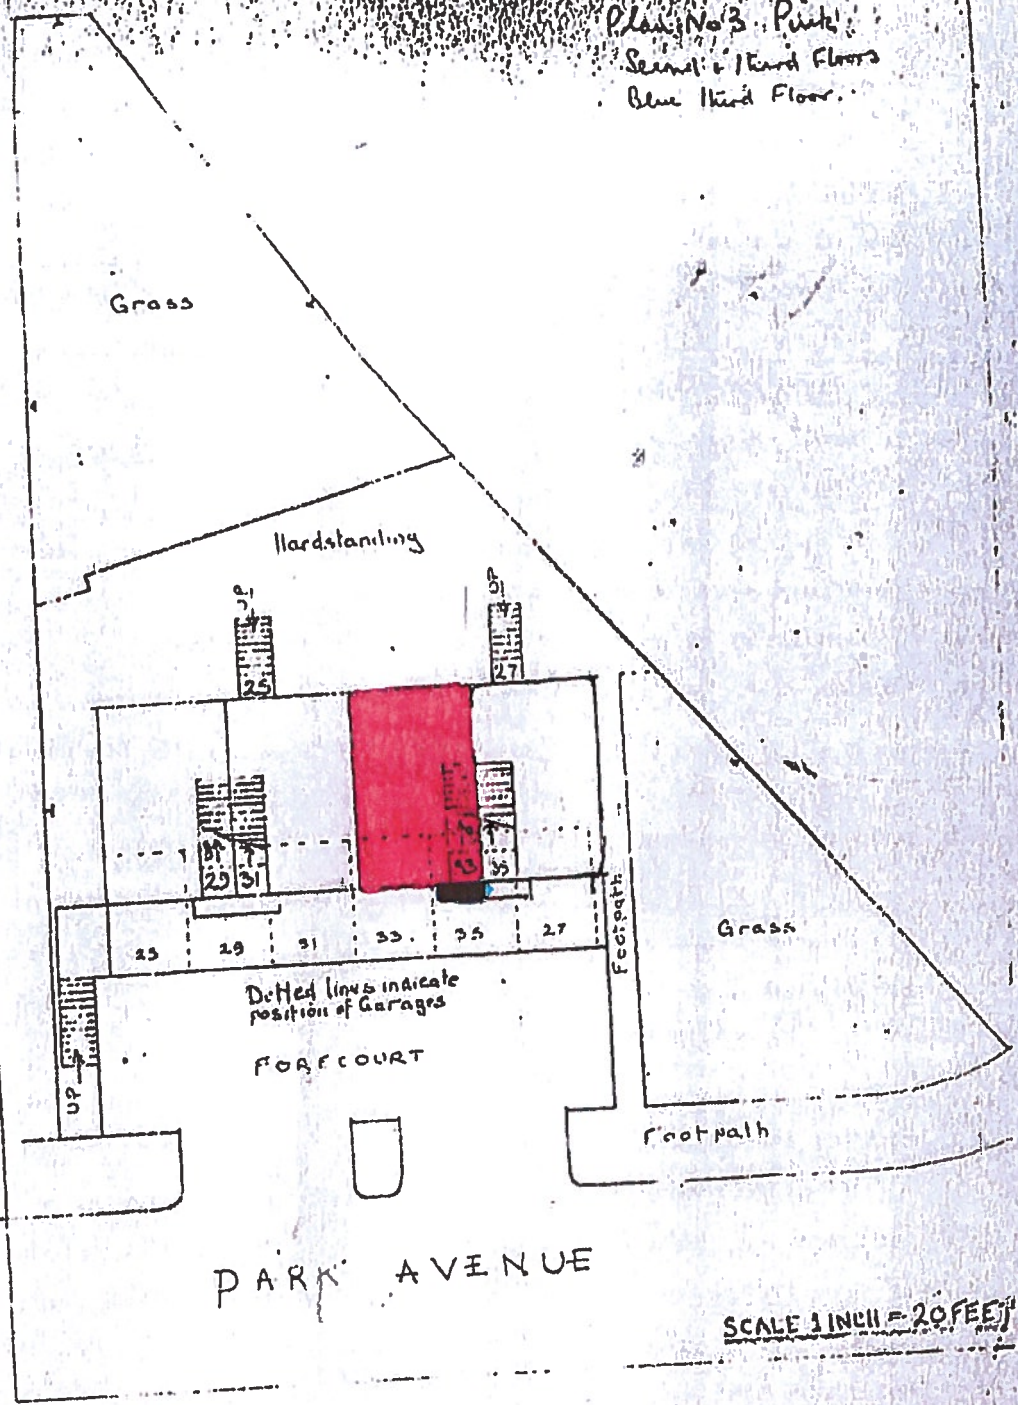 Plan No 3 Pink
Second & Third Floors
Blue Third Floor.
Grass
Hardstanding
UP
UP
25
27
29
31
33
35
25
29
31
33.
35
27
Footpath
Grass
Dotted lines indicate
position of Garages
FORECOURT
UP
Footpath
PARK AVENUE
SCALE 1 INCH = 20 FEET